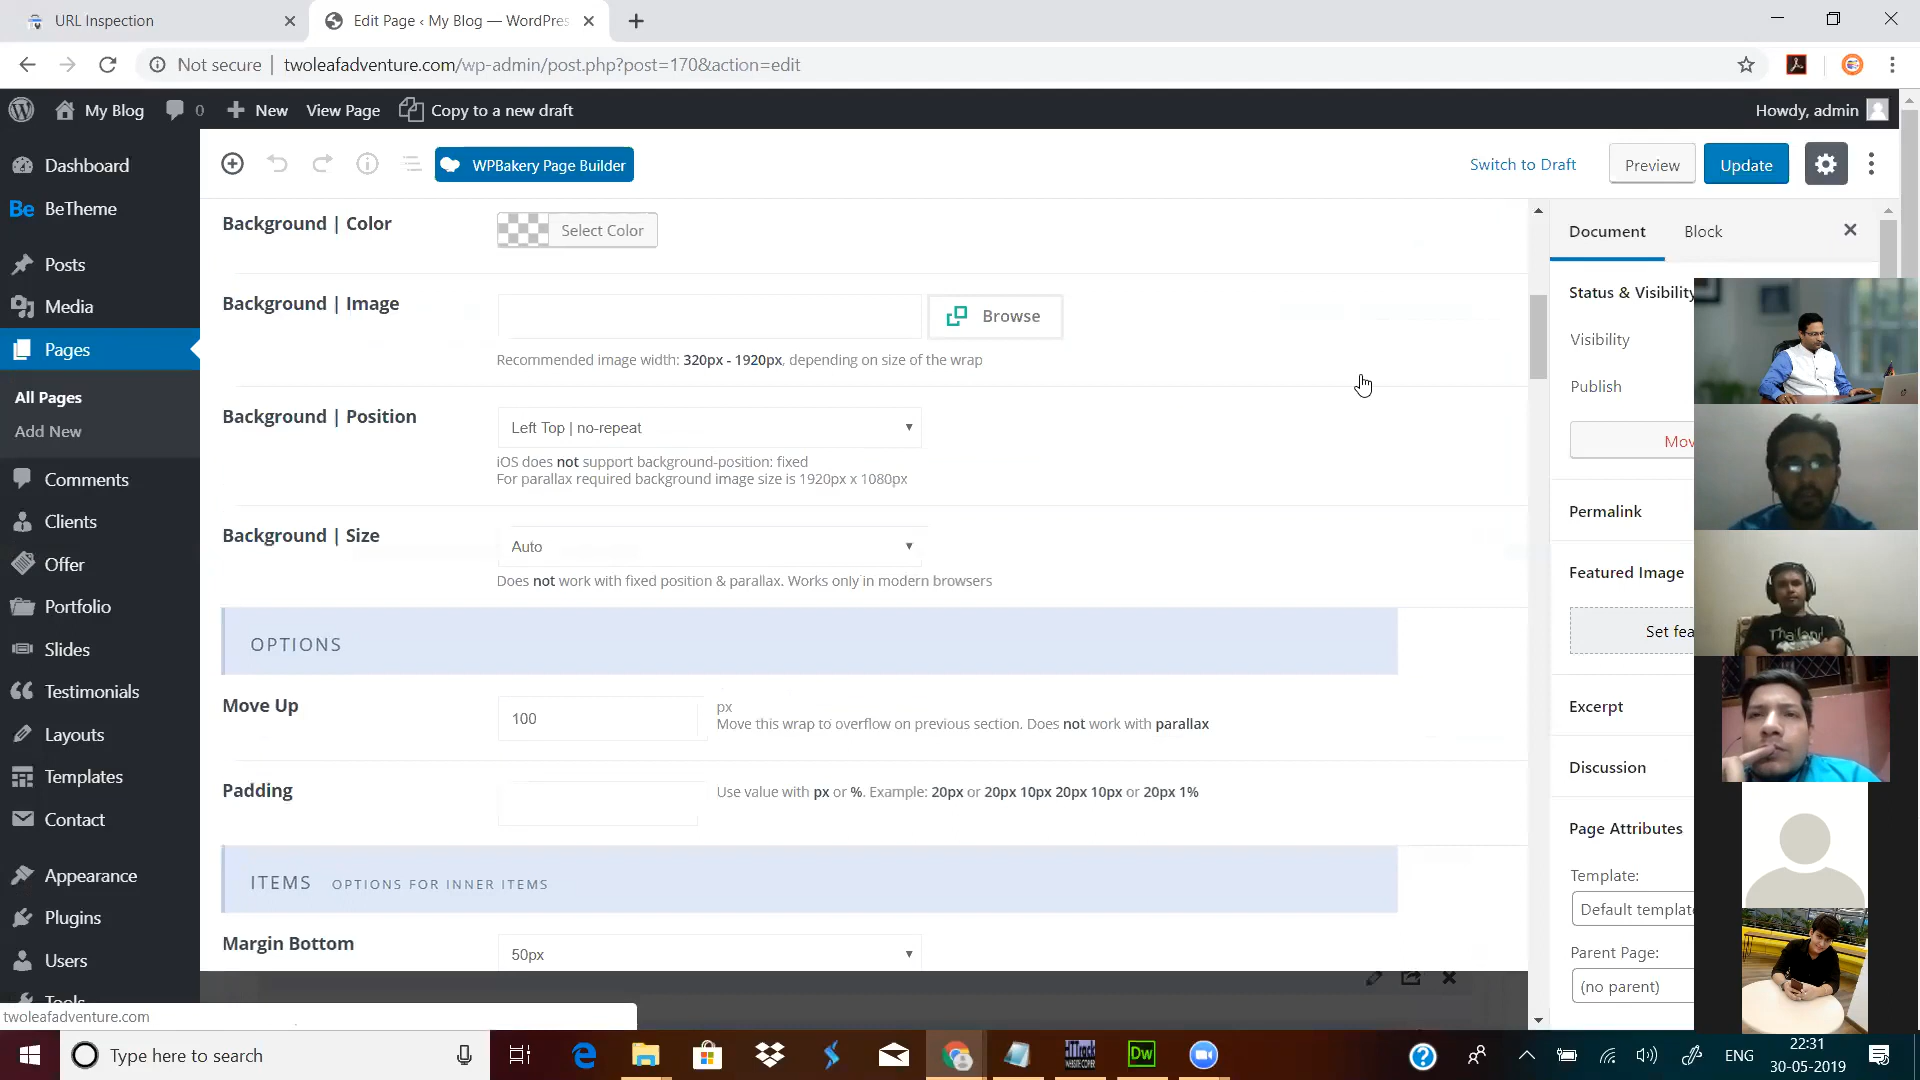 URL Inspection
Edit Page ‹ My Blog — WordPres
Not secure
twoleafadventure.com/wp-admin/post.php?post=170&action=edit
My Blog
0
New
View Page
Copy to a new draft
Howdy, admin
Dashboard
BeTheme
Posts
Media
Pages
All Pages
Add New
Comments
Clients
Offer
Portfolio
Slides
Testimonials
Layouts
Templates
Contact
Appearance
Plugins
Users
Tools
WPBakery Page Builder
Switch to Draft
Preview
Update
Background | Color
Select Color
Background | Image
Browse
Recommended image width: 320px - 1920px, depending on size of the wrap
Background | Position
Left Top | no-repeat
iOS does not support background-position: fixed
For parallax required background image size is 1920px x 1080px
Background | Size
Auto
Does not work with fixed position & parallax. Works only in modern browsers
OPTIONS
Move Up
100
px
Move this wrap to overflow on previous section. Does not work with parallax
Padding
Use value with px or %. Example: 20px or 20px 10px 20px 10px or 20px 1%
ITEMS OPTIONS FOR INNER ITEMS
Margin Bottom
50px
Document
Block
Status & Visibility
Visibility
Publish
Mov
Permalink
Featured Image
Set fea
Excerpt
Discussion
Page Attributes
Template:
Default templat
Parent Page:
(no parent)
Thailand
twoleafadventure.com
Type here to search
HTTrack
WEBSITE COPIER
Dw
ENG
22:31
30-05-2019